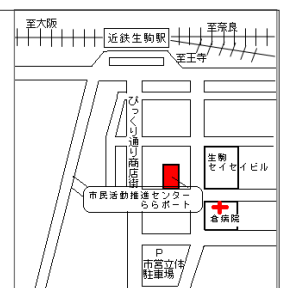 至大阪
近鉄生駒駅
至奈良
至王寺
びっくり通り商店街
生駒
セイセイビル
市民活動推進センター
ららポート
倉病院
P
市営立体
駐車場